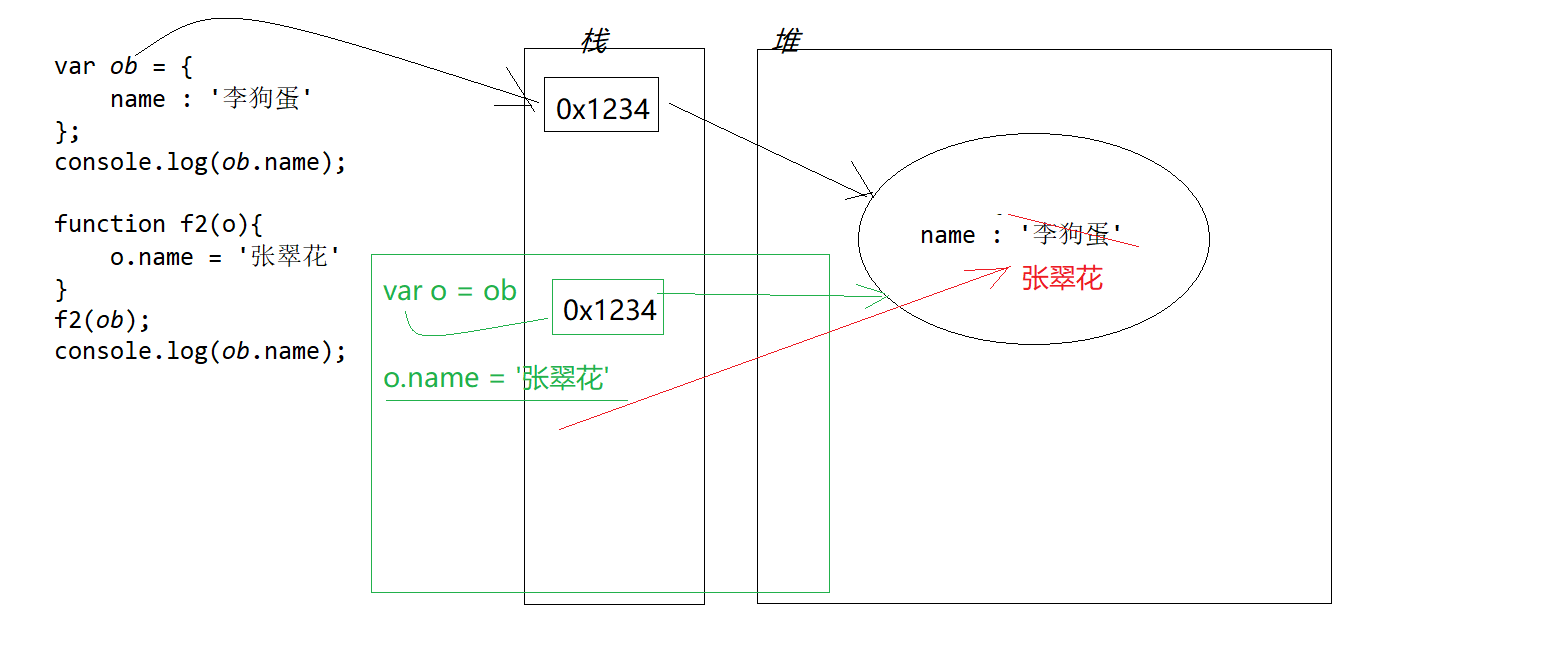 var ob = {
    name : '李狗蛋'
};
console.log(ob.name);
function f2(o){
    o.name = '张翠花'
}
f2(ob);
console.log(ob.name);
栈
堆
0x1234
name : '李狗蛋'
张翠花
var o = ob
0x1234
o.name = '张翠花'